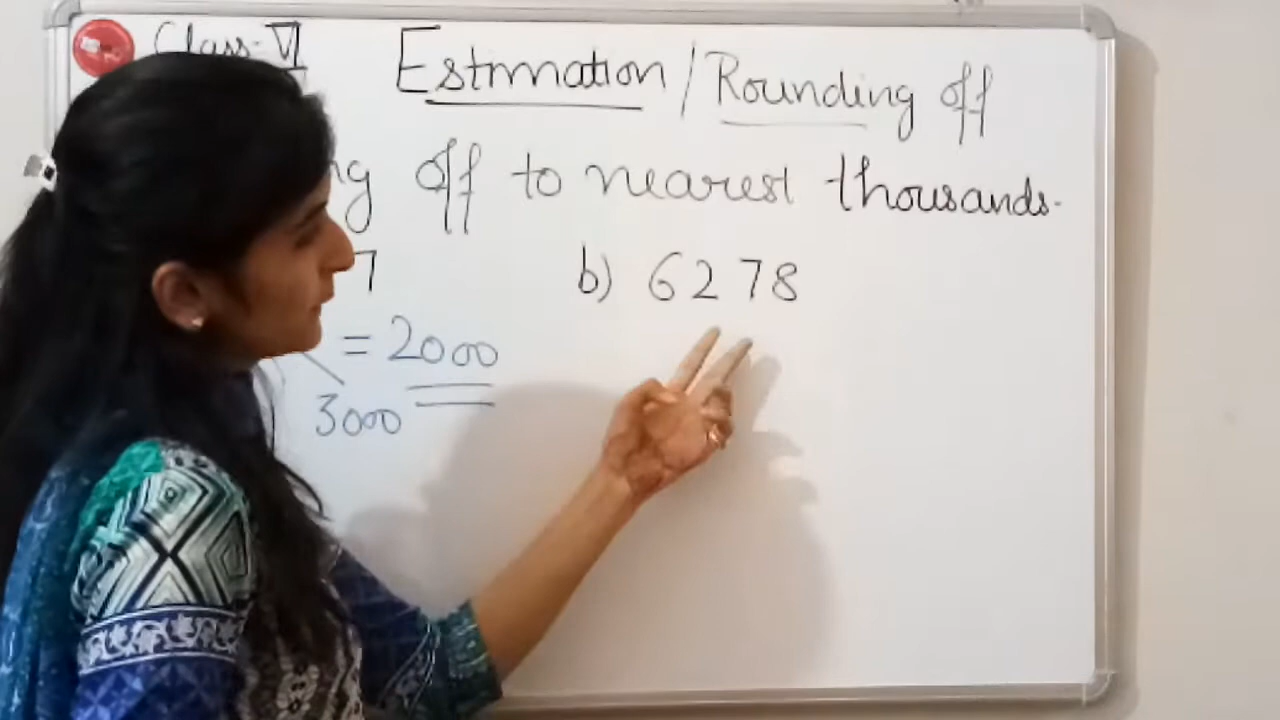 Class-VI Estimation / Rounding off
ng off to nearest thousands.
7 b) 6278
= 2000
3000